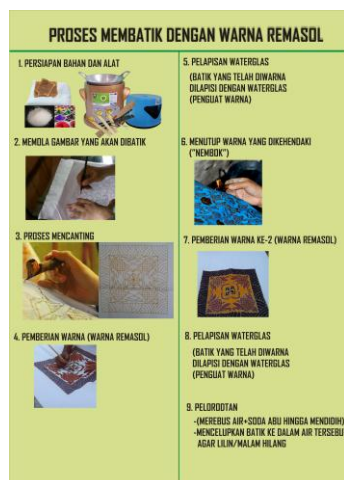 PROSES MEMBATIK DENGAN WARNA REMASOL
1. PERSIAPAN BAHAN DAN ALAT
2. MEMOLA GAMBAR YANG AKAN DIBATIK
3. PROSES MENCANTING
4. PEMBERIAN WARNA (WARNA REMASOL)
5. PELAPISAN WATERGLAS
(BATIK YANG TELAH DIWARNA
DILAPISI DENGAN WATERGLAS
(PENGUAT WARNA)
6. MENUTUP WARNA YANG DIKEHENDAKI
("NEMBOK")
7. PEMBERIAN WARNA KE-2 (WARNA REMASOL)
8. PELAPISAN WATERGLAS
(BATIK YANG TELAH DIWARNA
DILAPISI DENGAN WATERGLAS
(PENGUAT WARNA)
9. PELORODTAN
-(MEREBUS AIR+SODA ABU HINGGA MENDIDIH)
-MENCELUPKAN BATIK KE DALAM AIR TERSEBU
AGAR LILIN/MALAM HILANG